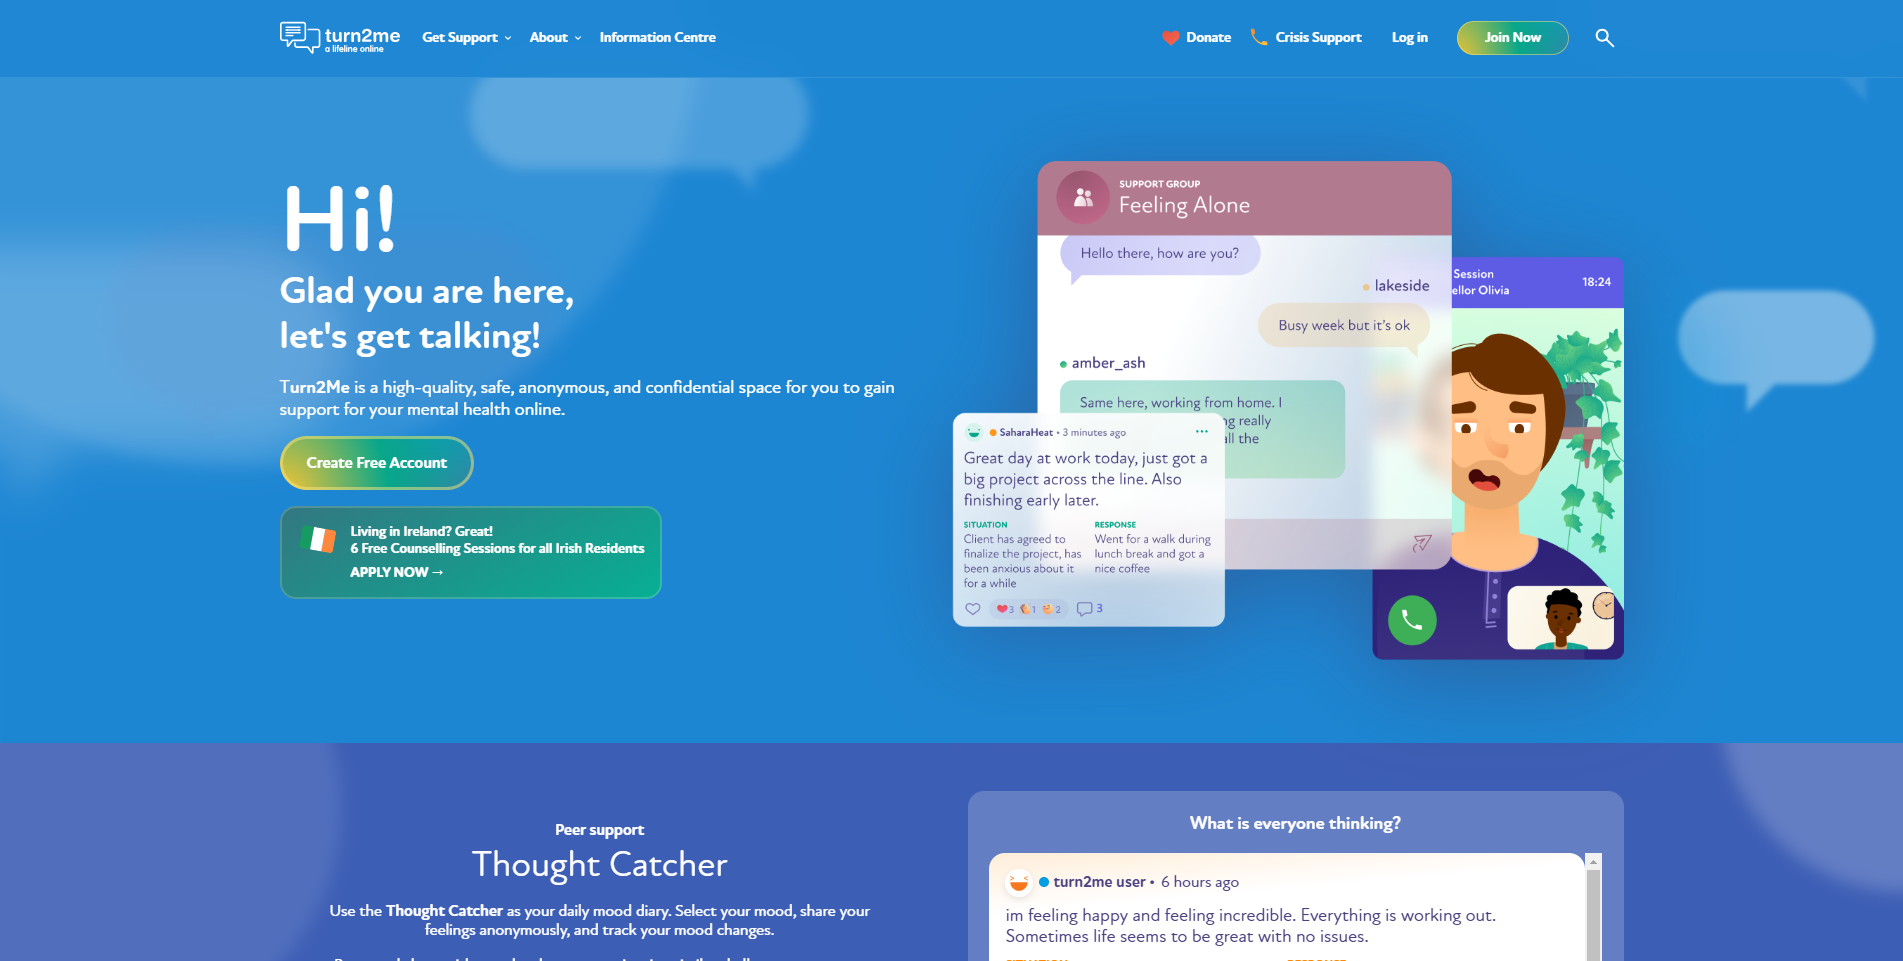 turn2me
a lifeline online
Get Support
About
Information Centre
Donate
Crisis Support
Log in
Join Now
Hi!
Glad you are here,
let's get talking!
Turn2Me is a high-quality, safe, anonymous, and confidential space for you to gain
support for your mental health online.
Create Free Account
Living in Ireland? Great!
6 Free Counselling Sessions for all Irish Residents
APPLY NOW →
SUPPORT GROUP
Feeling Alone
Hello there, how are you?
lakeside
Busy week but it's ok
amber_ash
Same here, working from home. I
ng really
all the
Session
ellor Olivia
18:24
SaharaHeat • 3 minutes ago
Great day at work today, just got a
big project across the line. Also
finishing early later.
SITUATION
Client has agreed to
finalize the project, has
been anxious about it
for a while
RESPONSE
Went for a walk during
lunch break and got a
nice coffee
3 1 2 3
Peer support
Thought Catcher
Use the Thought Catcher as your daily mood diary. Select your mood, share your
feelings anonymously, and track your mood changes.
What is everyone thinking?
turn2me user • 6 hours ago
im feeling happy and feeling incredible. Everything is working out.
Sometimes life seems to be great with no issues.